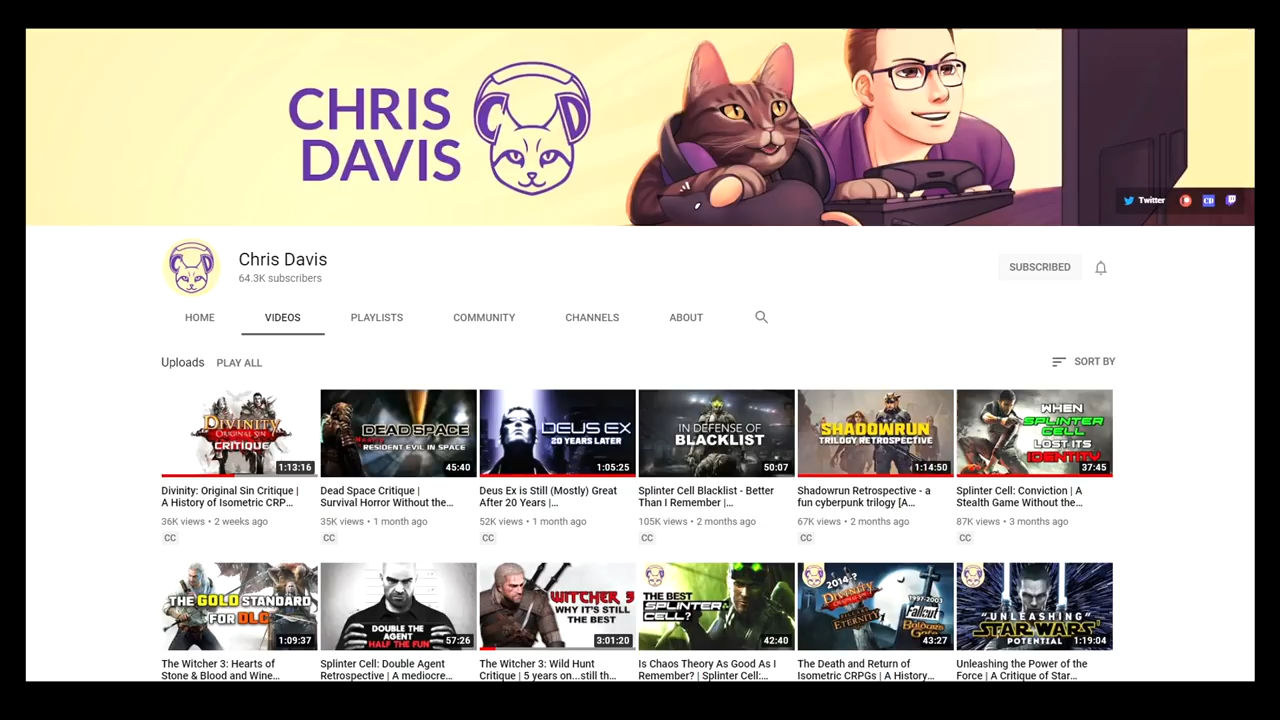 CHRIS
DAVIS
Twitter
CD
Chris Davis
64.3K subscribers
SUBSCRIBED
HOME VIDEOS PLAYLISTS COMMUNITY CHANNELS ABOUT
Uploads PLAY ALL SORT BY
DIVINITY
ORIGINAL SIN
CRITIQUE
1:13:16
DEAD SPACE
RESIDENT EVIL IN SPACE
45:40
DEUS EX
20 YEARS LATER
1:05:25
IN DEFENSE OF
BLACKLIST
50:07
SHADOWRUN
TRILOGY RETROSPECTIVE
1:14:50
WHEN
SPLINTER
CELL
LOST ITS
IDENTITY
37:45
Divinity: Original Sin Critique |
A History of Isometric CRP...
36K views • 2 weeks ago
CC
Dead Space Critique |
Survival Horror Without the...
35K views • 1 month ago
CC
Deus Ex is Still (Mostly) Great
After 20 Years |...
52K views • 1 month ago
CC
Splinter Cell Blacklist - Better
Than I Remember |...
105K views • 2 months ago
CC
Shadowrun Retrospective - a
fun cyberpunk trilogy [A...
67K views • 2 months ago
CC
Splinter Cell: Conviction | A
Stealth Game Without the...
87K views • 3 months ago
CC
THE GOLD STANDARD
FOR DLC
1:09:37
DOUBLE THE
AGENT
HALF THE FUN
57:26
WITCHER 3
WHY IT'S STILL
THE BEST
3:01:20
THE BEST
SPLINTER
CELL?
42:40
2014-?
DIVINITY
ORIGINAL SIN
ETERNITY
1997-2003
Fallout
BALDURS
GATE
43:27
"UNLEASHING"
STAR WARS'
POTENTIAL
1:19:04
The Witcher 3: Hearts of
Stone & Blood and Wine...
Splinter Cell: Double Agent
Retrospective | A mediocre...
The Witcher 3: Wild Hunt
Critique | 5 years on...still th...
Is Chaos Theory As Good As I
Remember? | Splinter Cell:...
The Death and Return of
Isometric CRPGs | A History...
Unleashing the Power of the
Force | A Critique of Star...